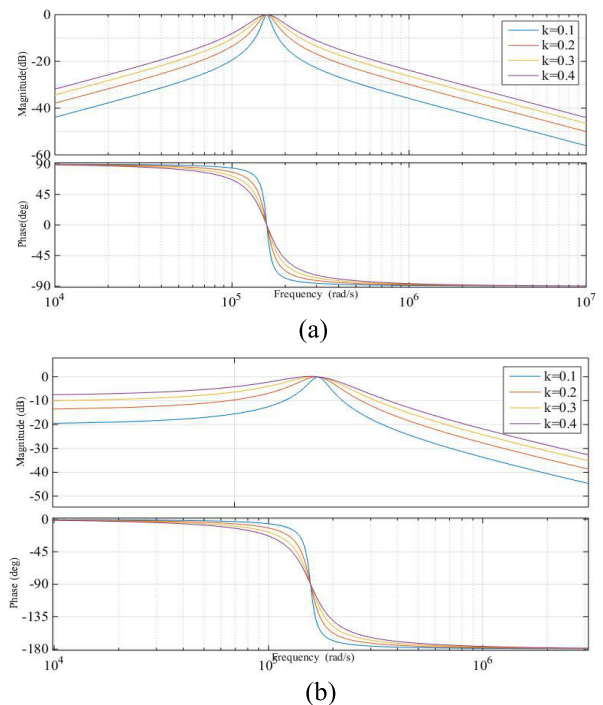 0
-20
-40
-60
Magnitude(dB)
k=0.1
k=0.2
k=0.3
k=0.4
90
45
0
-45
-90
Phase(deg)
10^4
10^5
10^6
10^7
Frequency (rad/s)
(a)
0
-10
-20
-30
-40
-50
Magnitude (dB)
k=0.1
k=0.2
k=0.3
k=0.4
0
-45
-90
-135
-180
Phase (deg)
10^4
10^5
10^6
Frequency (rad/s)
(b)